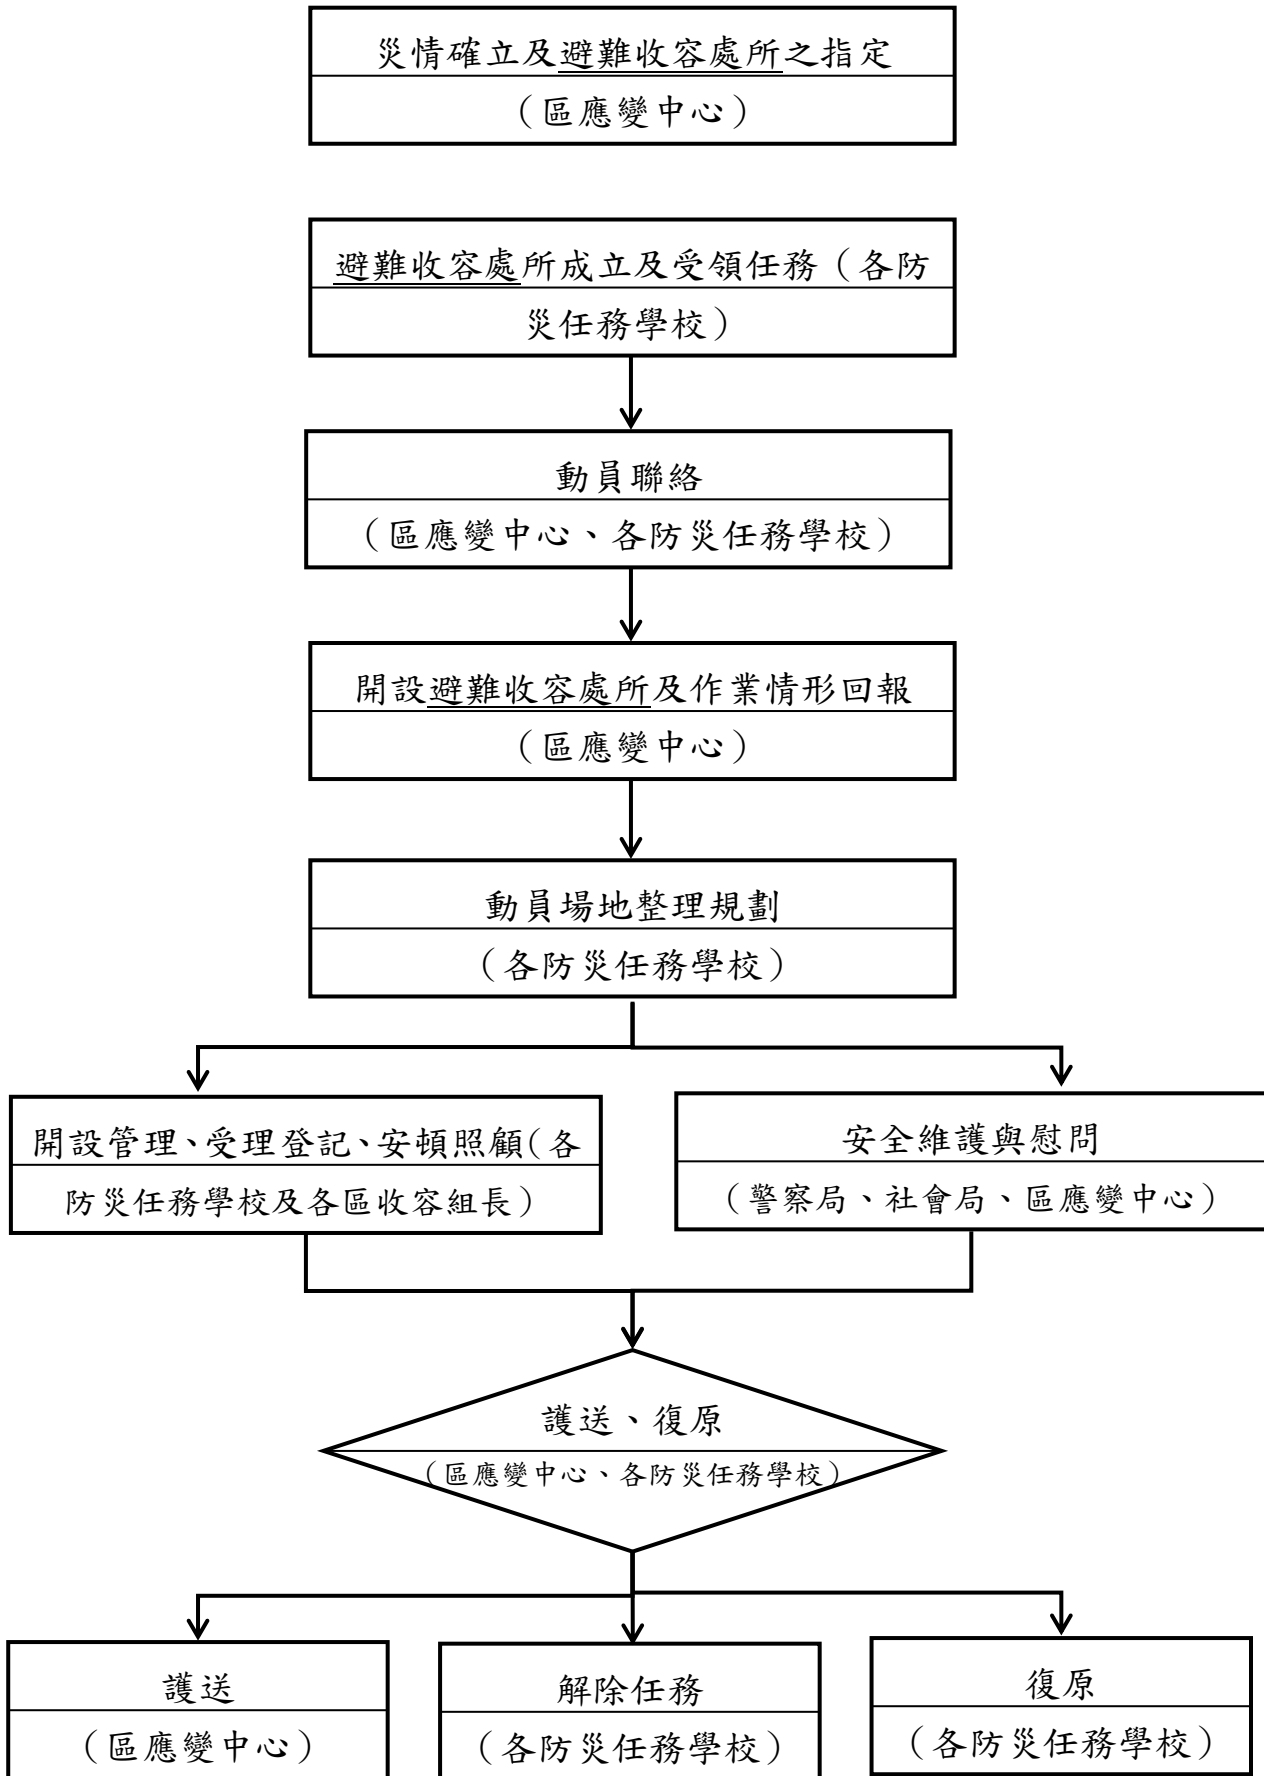 災情確立及避難收容處所之指定
（區應變中心）
避難收容處所成立及受領任務（各防
災任務學校）
動員聯絡
（區應變中心、各防災任務學校）
開設避難收容處所及作業情形回報
（區應變中心）
動員場地整理規劃
（各防災任務學校）
開設管理、受理登記、安頓照顧(各
防災任務學校及各區收容組長）
安全維護與慰問
（警察局、社會局、區應變中心）
護送、復原
（區應變中心、各防災任務學校）
護送
（區應變中心）
解除任務
（各防災任務學校）
復原
（各防災任務學校）